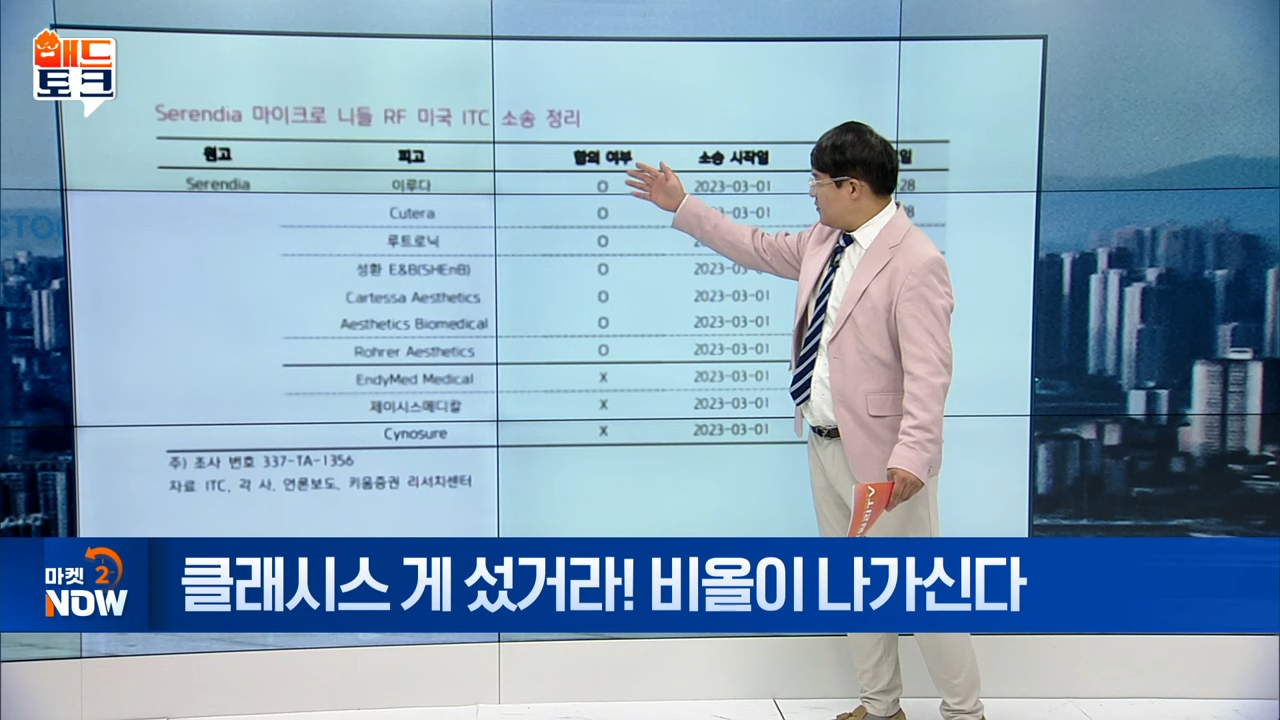 매드
토크
Serendia 마이크로 니들 RF 미국 ITC 소송 정리
원고 피고 합의 여부 소송 시작일 일
Serendia 이루다 O 2023-03-01 28
Cutera O -03-01 8
루트로닉 O
성환 E&B(SHEnB) O 2023-03-01
Cartessa Aesthetics O 2023-03-01
Aesthetics Biomedical O 2023-03-01
Rohrer Aesthetics O 2023-03-01
EndyMed Medical X 2023-03-01
제이시스메디칼 X 2023-03-01
Cynosure X 2023-03-01
주) 조사 번호 337-TA-1356
자료 ITC, 각 사, 언론보도, 키움증권 리서치센터
마켓 2
NOW
클래시스 게 섰거라! 비올이 나가신다